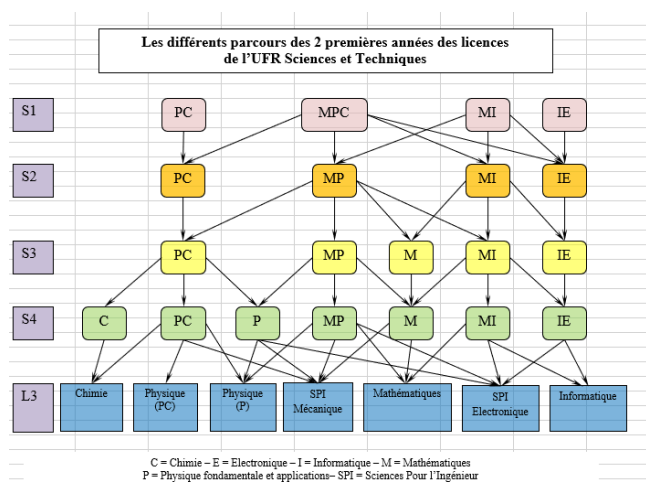 Les différents parcours des 2 premières années des licences
de l'UFR Sciences et Techniques
S1
PC
MPC
MI
IE
S2
PC
MP
MI
IE
S3
PC
MP
M
MI
IE
S4
C
PC
P
MP
M
MI
IE
L3
Chimie
Physique
(PC)
Physique
(P)
SPI
Mécanique
Mathématiques
SPI
Electronique
Informatique
C = Chimie – E = Electronique – I = Informatique – M = Mathématiques
P = Physique fondamentale et applications– SPI = Sciences Pour l'Ingénieur